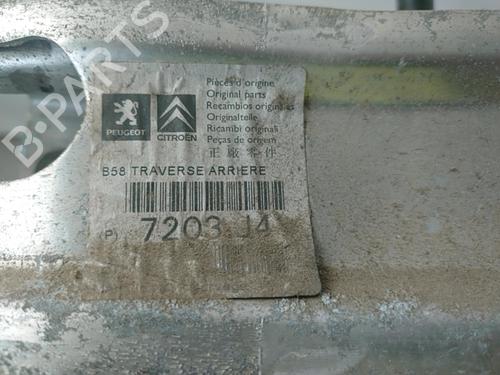 B-PARTS
PEUGEOT
CITROËN
Pièces d'origine
Original parts
Recambios originales
Originalteile
Ricambi originali
Peças de origem
正廠零件
B58 TRAVERSE ARRIERE
(P) 7203 J4